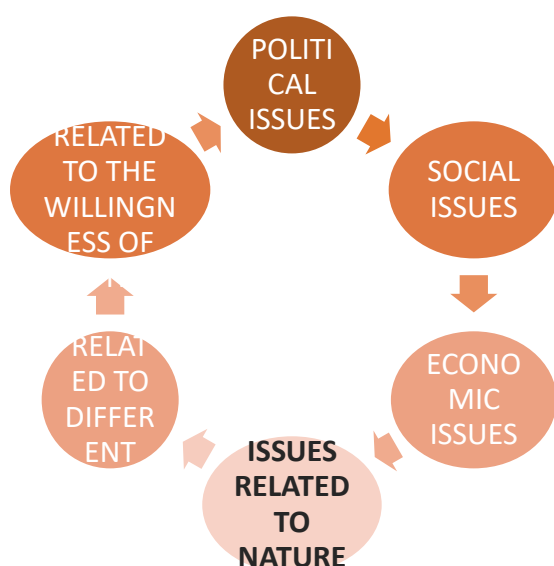 POLITI
CAL
ISSUES
SOCIAL
ISSUES
ECONO
MIC
ISSUES
ISSUES
RELATED
TO
NATURE
RELAT
ED TO
DIFFER
ENT
RELATED
TO THE
WILLINGN
ESS OF